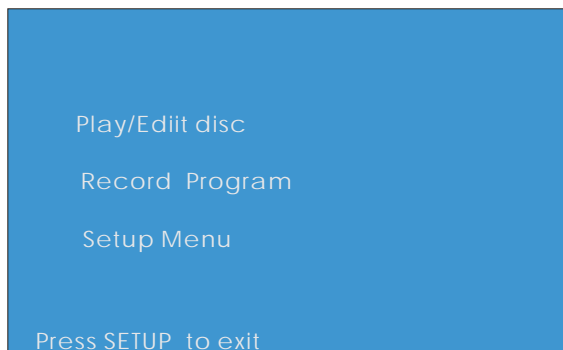 Play/Ediit disc
Record Program
Setup Menu
Press SETUP to exit